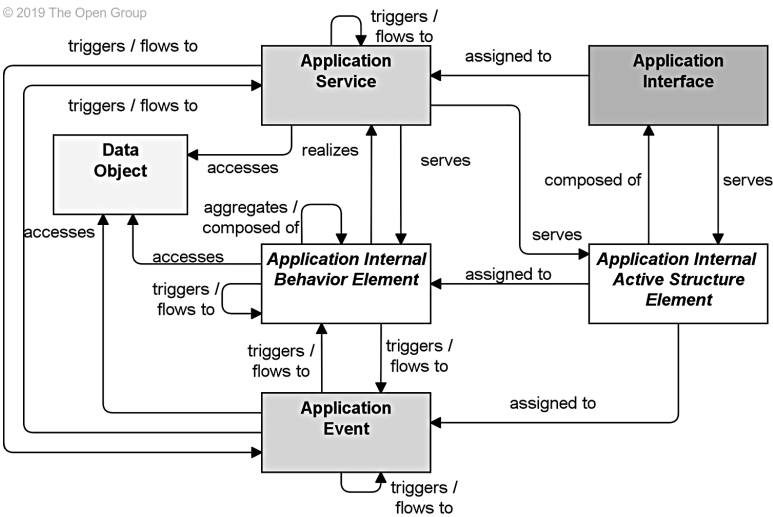 © 2019 The Open Group
triggers /
flows to
triggers / flows to
Application
Service
assigned to
Application
Interface
triggers / flows to
Data
Object
accesses
realizes
serves
composed of
serves
aggregates /
composed of
accesses
serves
accesses
Application Internal
Behavior Element
assigned to
Application Internal
Active Structure
Element
triggers /
flows to
triggers /
flows to
triggers /
flows to
Application
Event
assigned to
triggers /
flows to